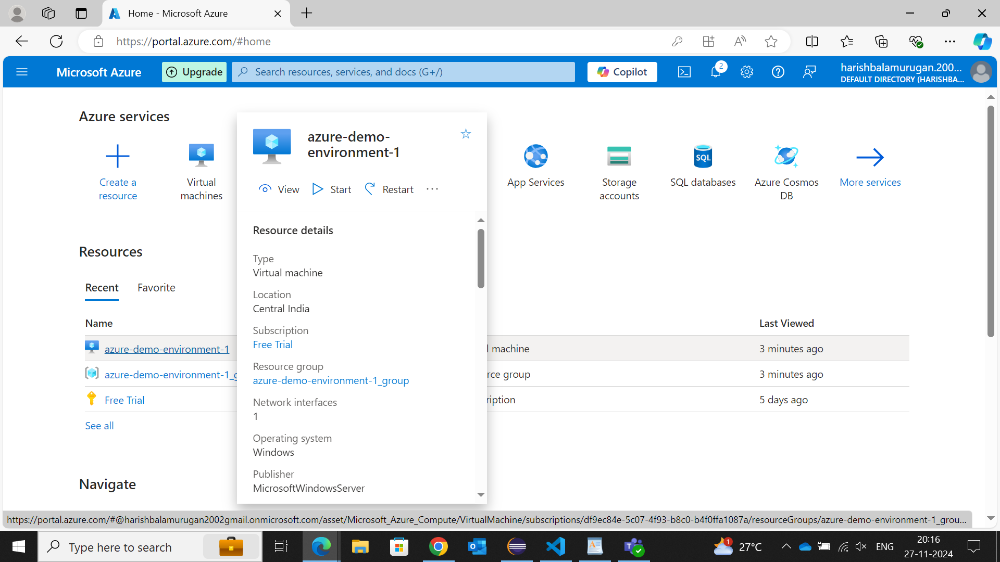 Home - Microsoft Azure
https://portal.azure.com/#home
Microsoft Azure
Upgrade
Search resources, services, and docs (G+/)
Copilot
2
harishbalamurugan.200...
DEFAULT DIRECTORY (HARISHBA...
Azure services
Create a
resource
Virtual
machines
App Services
Storage
accounts
SQL
SQL databases
Azure Cosmos
DB
More services
azure-demo-
environment-1
View
Start
Restart
Resource details
Type
Virtual machine
Location
Central India
Subscription
Free Trial
Resource group
azure-demo-environment-1_group
Network interfaces
1
Operating system
Windows
Publisher
MicrosoftWindowsServer
Resources
Recent
Favorite
Name
Last Viewed
azure-demo-environment-1
l machine
3 minutes ago
azure-demo-environment-1_g
rce group
3 minutes ago
Free Trial
ription
5 days ago
See all
Navigate
https://portal.azure.com/#@harishbalamurugan2002gmail.onmicrosoft.com/asset/Microsoft_Azure_Compute/VirtualMachine/subscriptions/df9ec84e-5c07-4f93-b8c0-b4f0ffa1087a/resourceGroups/azure-demo-environment-1_grou...
Type here to search
1
27°C
ENG
20:16
27-11-2024